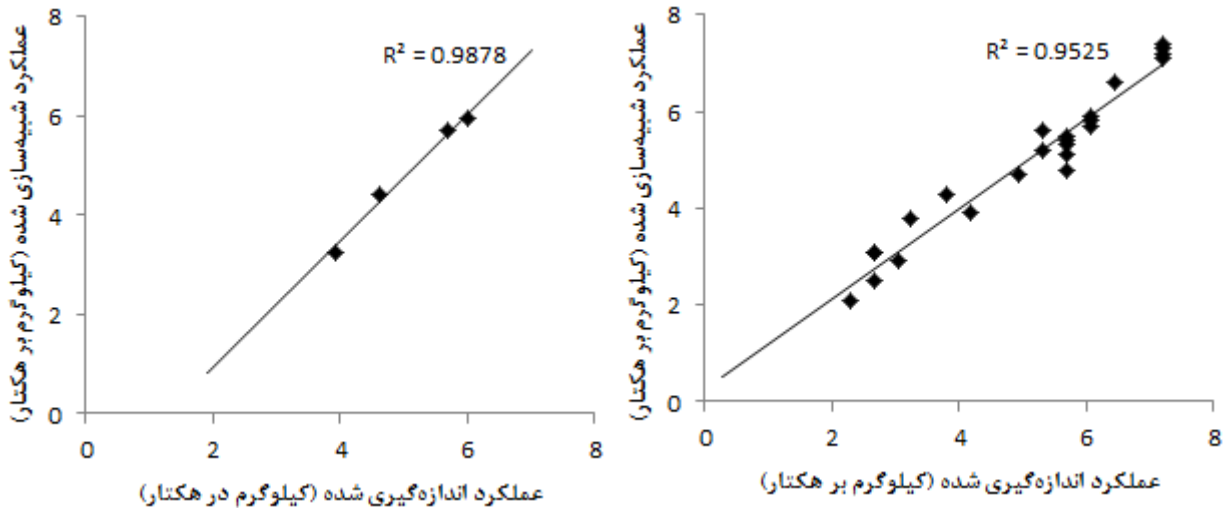 عملکرد شبیه‌سازی شده (کیلوگرم بر هکتار)
8
6
4
2
0
R² = 0.9878
0 2 4 6 8
عملکرد اندازه‌گیری شده (کیلوگرم در هکتار)
عملکرد شبیه‌سازی شده (کیلوگرم بر هکتار)
8
6
4
2
0
R² = 0.9525
0 2 4 6 8
عملکرد اندازه‌گیری شده (کیلوگرم بر هکتار)